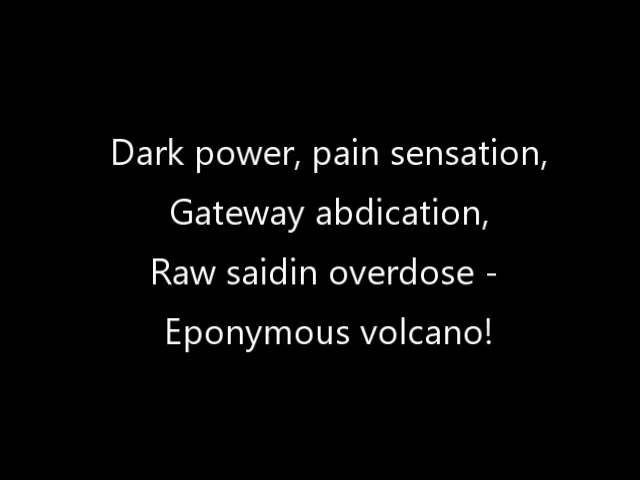 Dark power, pain sensation,
Gateway abdication,
Raw saidin overdose -
Eponymous volcano!